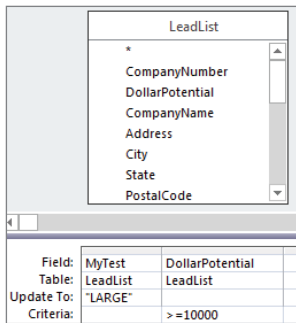 LeadList
*
CompanyNumber
DollarPotential
CompanyName
Address
City
State
PostalCode
Field: MyTest DollarPotential
Table: LeadList LeadList
Update To: "LARGE"
Criteria: >=10000